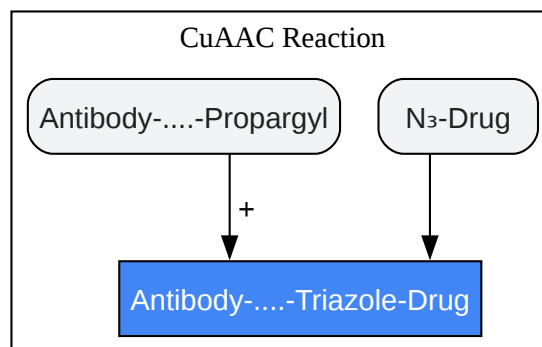 CuAAC Reaction
Antibody-....-Propargyl
N₃-Drug
+
Antibody-....-Triazole-Drug